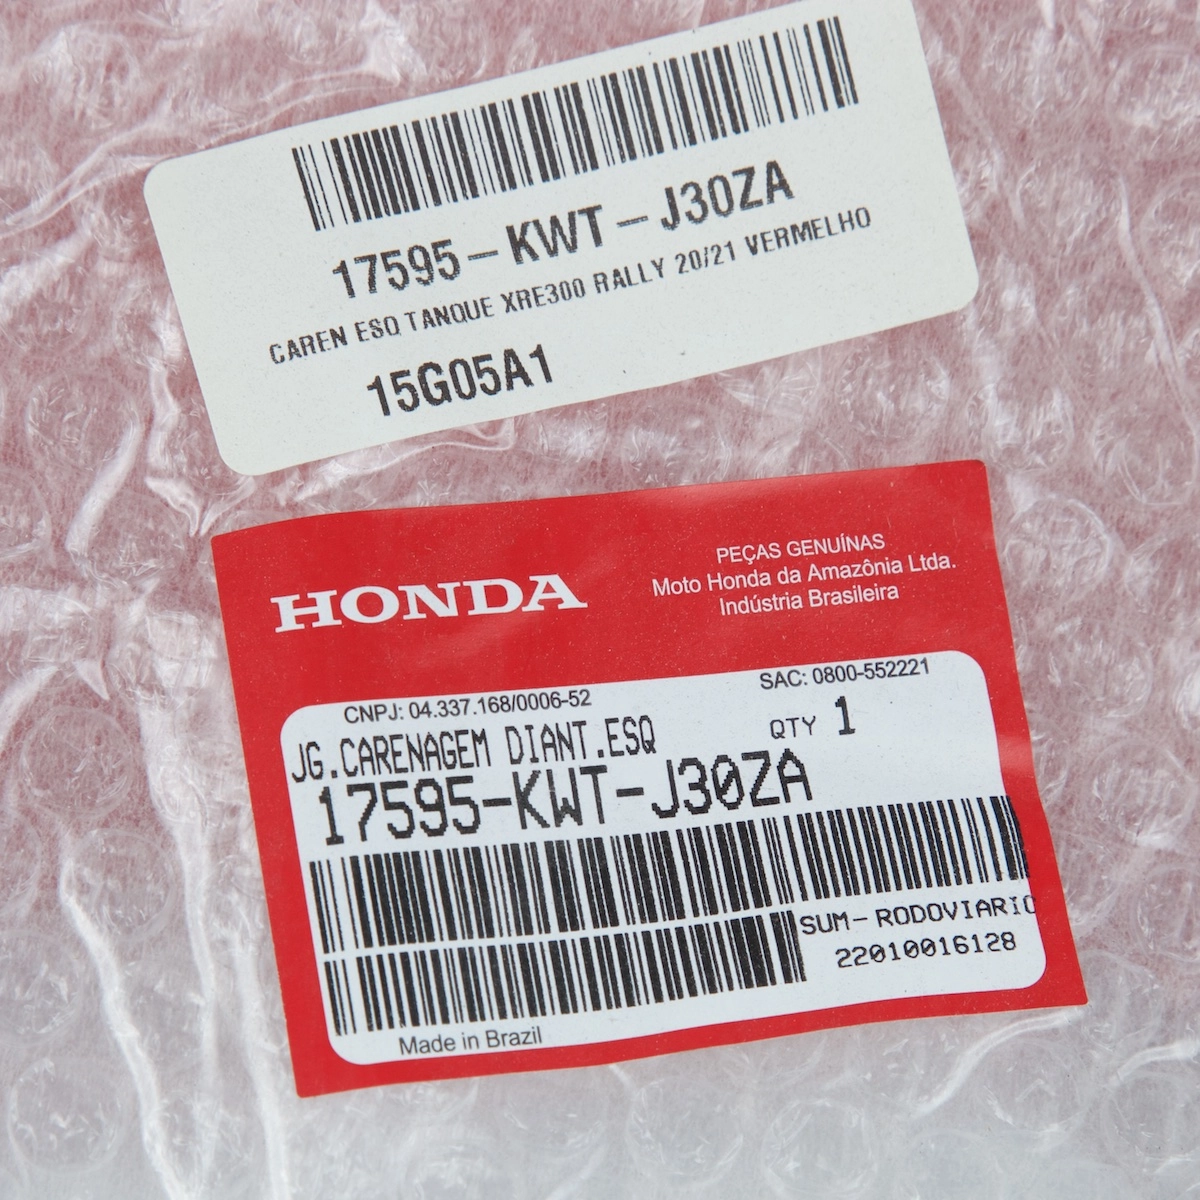 17595-KWT-J30ZA
CAREN ESQ TANQUE XRE300 RALLY 20/21 VERMELHO
15G05A1
HONDA
PEÇAS GENUÍNAS
Moto Honda da Amazônia Ltda.
Indústria Brasileira
CNPJ: 04.337.168/0006-52
SAC: 0800-552221
JG.CARENAGEM DIANT.ESQ
QTY 1
17595-KWT-J30ZA
SUM-RODOVIARIO
22010016128
Made in Brazil